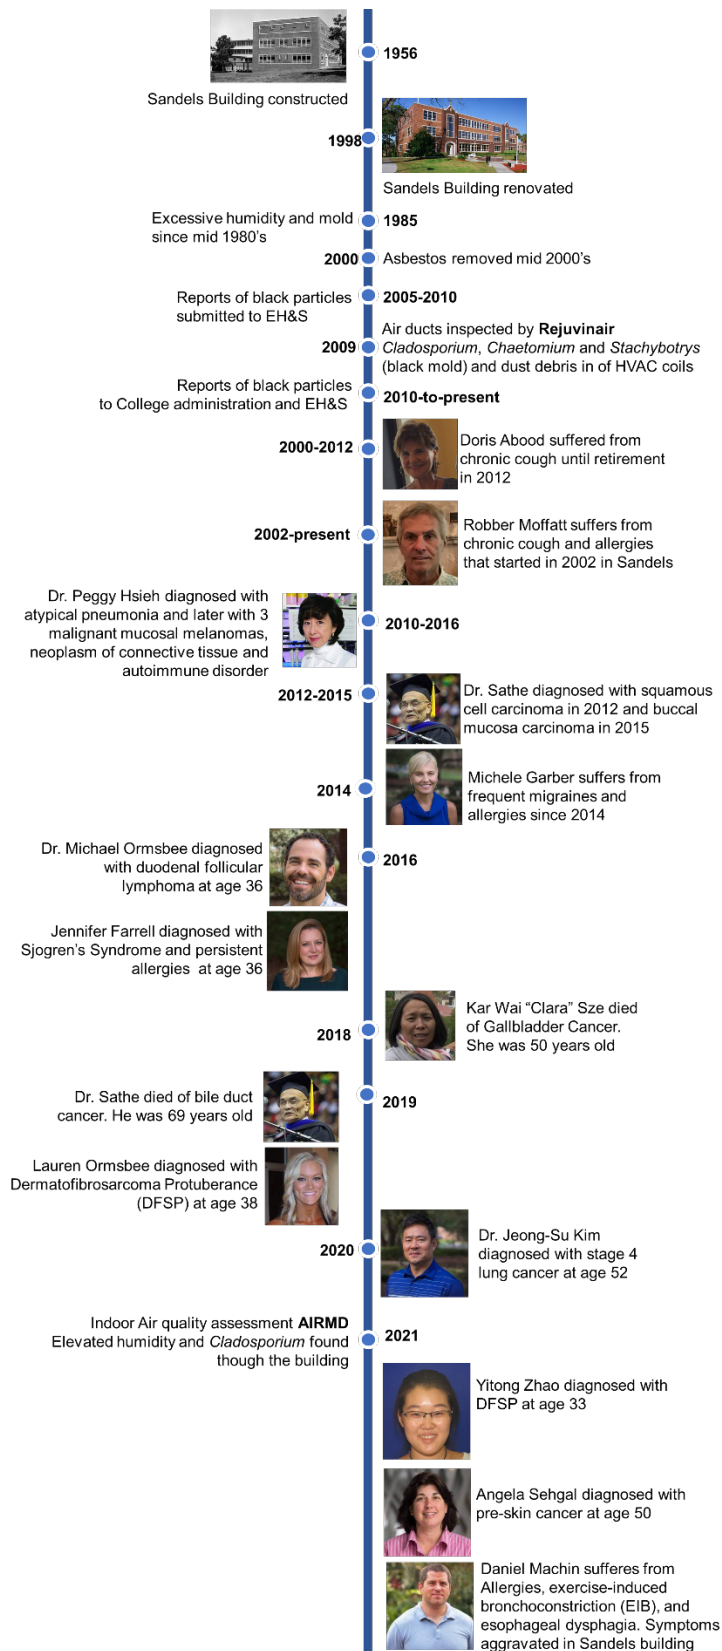 1956
Sandels Building constructed
1998
Sandels Building renovated
Excessive humidity and mold
since mid 1980's
1985
2000
Asbestos removed mid 2000's
Reports of black particles
submitted to EH&S
2005-2010
2009
Air ducts inspected by Rejuvinair
Cladosporium, Chaetomium and Stachybotrys
(black mold) and dust debris in of HVAC coils
Reports of black particles
to College administration and EH&S
2010-to-present
2000-2012
Doris Abood suffered from
chronic cough until retirement
in 2012
2002-present
Robber Moffatt suffers from
chronic cough and allergies
that started in 2002 in Sandels
Dr. Peggy Hsieh diagnosed with
atypical pneumonia and later with 3
malignant mucosal melanomas,
neoplasm of connective tissue and
autoimmune disorder
2010-2016
2012-2015
Dr. Sathe diagnosed with squamous
cell carcinoma in 2012 and buccal
mucosa carcinoma in 2015
2014
Michele Garber suffers from
frequent migraines and
allergies since 2014
Dr. Michael Ormsbee diagnosed
with duodenal follicular
lymphoma at age 36
2016
Jennifer Farrell diagnosed with
Sjogren's Syndrome and persistent
allergies at age 36
2018
Kar Wai “Clara” Sze died
of Gallbladder Cancer.
She was 50 years old
Dr. Sathe died of bile duct
cancer. He was 69 years old
2019
Lauren Ormsbee diagnosed with
Dermatofibrosarcoma Protuberance
(DFSP) at age 38
2020
Dr. Jeong-Su Kim
diagnosed with stage 4
lung cancer at age 52
Indoor Air quality assessment AIRMD
Elevated humidity and Cladosporium found
though the building
2021
Yitong Zhao diagnosed with
DFSP at age 33
Angela Sehgal diagnosed with
pre-skin cancer at age 50
Daniel Machin sufferes from
Allergies, exercise-induced
bronchoconstriction (EIB), and
esophageal dysphagia. Symptoms
aggravated in Sandels building